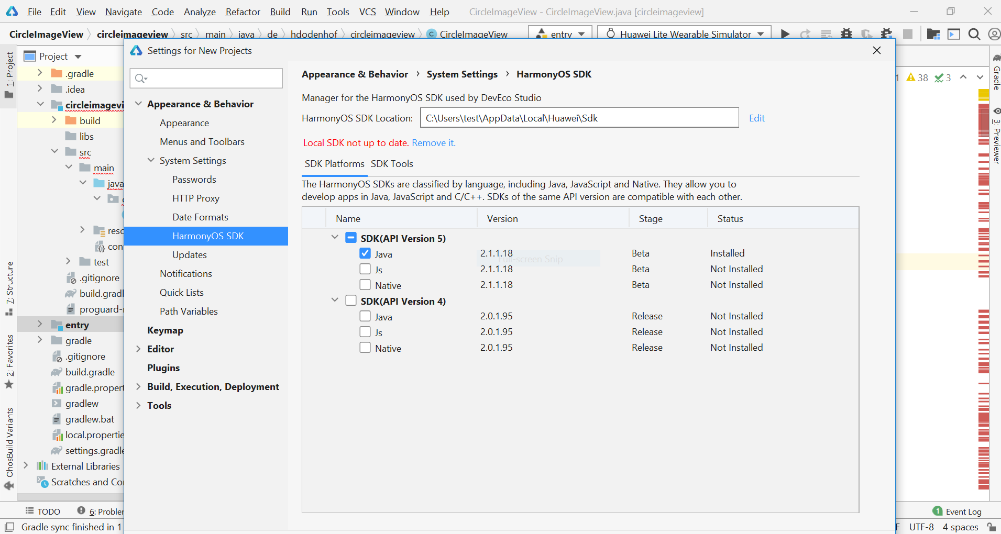 File Edit View Navigate Code Analyze Refactor Build Run Tools VCS Window Help CircleImageView - CircleImageView.java [circleimageview]
CircleImageView circleimageview src main java de hdodenhof circleimageview C CircleImageView entry Huawei Lite Wearable Simulator
Project
Settings for New Projects
1: Project
.gradle
.idea
circleimagevi
build
libs
src
main
java
resc
con
test
.gitignore
build.gradl
proguard-r
entry
gradle
.gitignore
build.gradle
gradle.propert
gradlew
gradlew.bat
local.propertie
settings.gradle
External Libraries
Scratches and Co
Z: Structure
2: Favorites
OhosBuild Variants
Appearance & Behavior
Appearance
Menus and Toolbars
System Settings
Passwords
HTTP Proxy
Date Formats
HarmonyOS SDK
Updates
Notifications
Quick Lists
Path Variables
Keymap
Editor
Plugins
Build, Execution, Deployment
Tools
Appearance & Behavior › System Settings › HarmonyOS SDK
Manager for the HarmonyOS SDK used by DevEco Studio
HarmonyOS SDK Location: C:\Users\test\AppData\Local\Huawei\Sdk Edit
Local SDK not up to date. Remove it.
SDK Platforms SDK Tools
The HarmonyOS SDKs are classified by language, including Java, JavaScript and Native. They allow you to
develop apps in Java, JavaScript and C/C++. SDKs of the same API version are compatible with each other.
Name Version Stage Status
SDK(API Version 5)
Java 2.1.1.18 Beta Installed
Js 2.1.1.18 Beta Not Installed
Native 2.1.1.18 Beta Not Installed
SDK(API Version 4)
Java 2.0.1.95 Release Not Installed
Js 2.0.1.95 Release Not Installed
Native 2.0.1.95 Release Not Installed
38 3
Gradle
3: Previewer
TODO 6: Probler Event Log
Gradle sync finished in 1 UTF-8 4 spaces